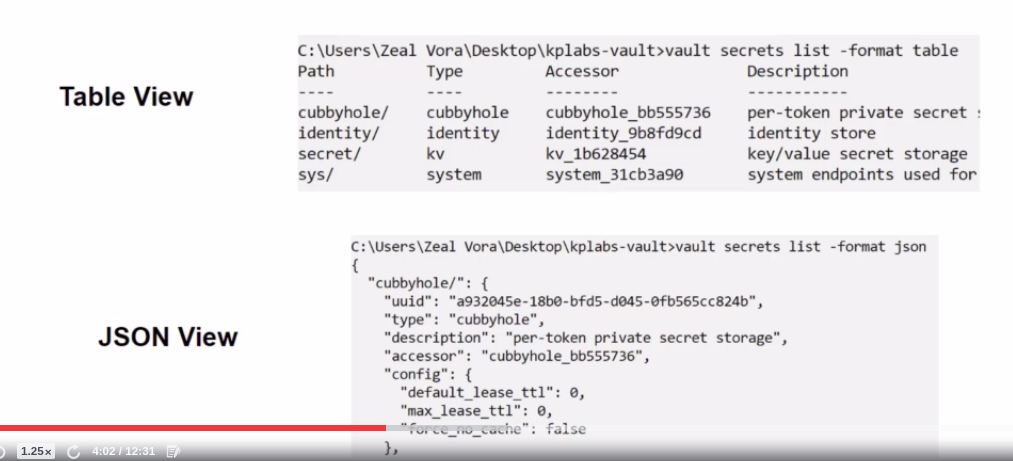 C:\Users\Zeal Vora\Desktop\kplabs-vault>vault secrets list -format table
Path Type Accessor Description
---- ---- -------- -----------
Table View
cubbyhole/ cubbyhole cubbyhole_bb555736 per-token private secret
identity/ identity identity_9b8fd9cd identity store
secret/ kv kv_1b628454 key/value secret storage
sys/ system system_31cb3a90 system endpoints used for
C:\Users\Zeal Vora\Desktop\kplabs-vault>vault secrets list -format json
{
"cubbyhole/": {
"uuid": "a932045e-18b0-bfd5-d045-0fb565cc824b",
"type": "cubbyhole",
JSON View
"description": "per-token private secret storage",
"accessor": "cubbyhole_bb555736",
"config": {
"default_lease_ttl": 0,
"max_lease_ttl": 0,
"force_no_cache": false
},
1.25× 4:02 / 12:31